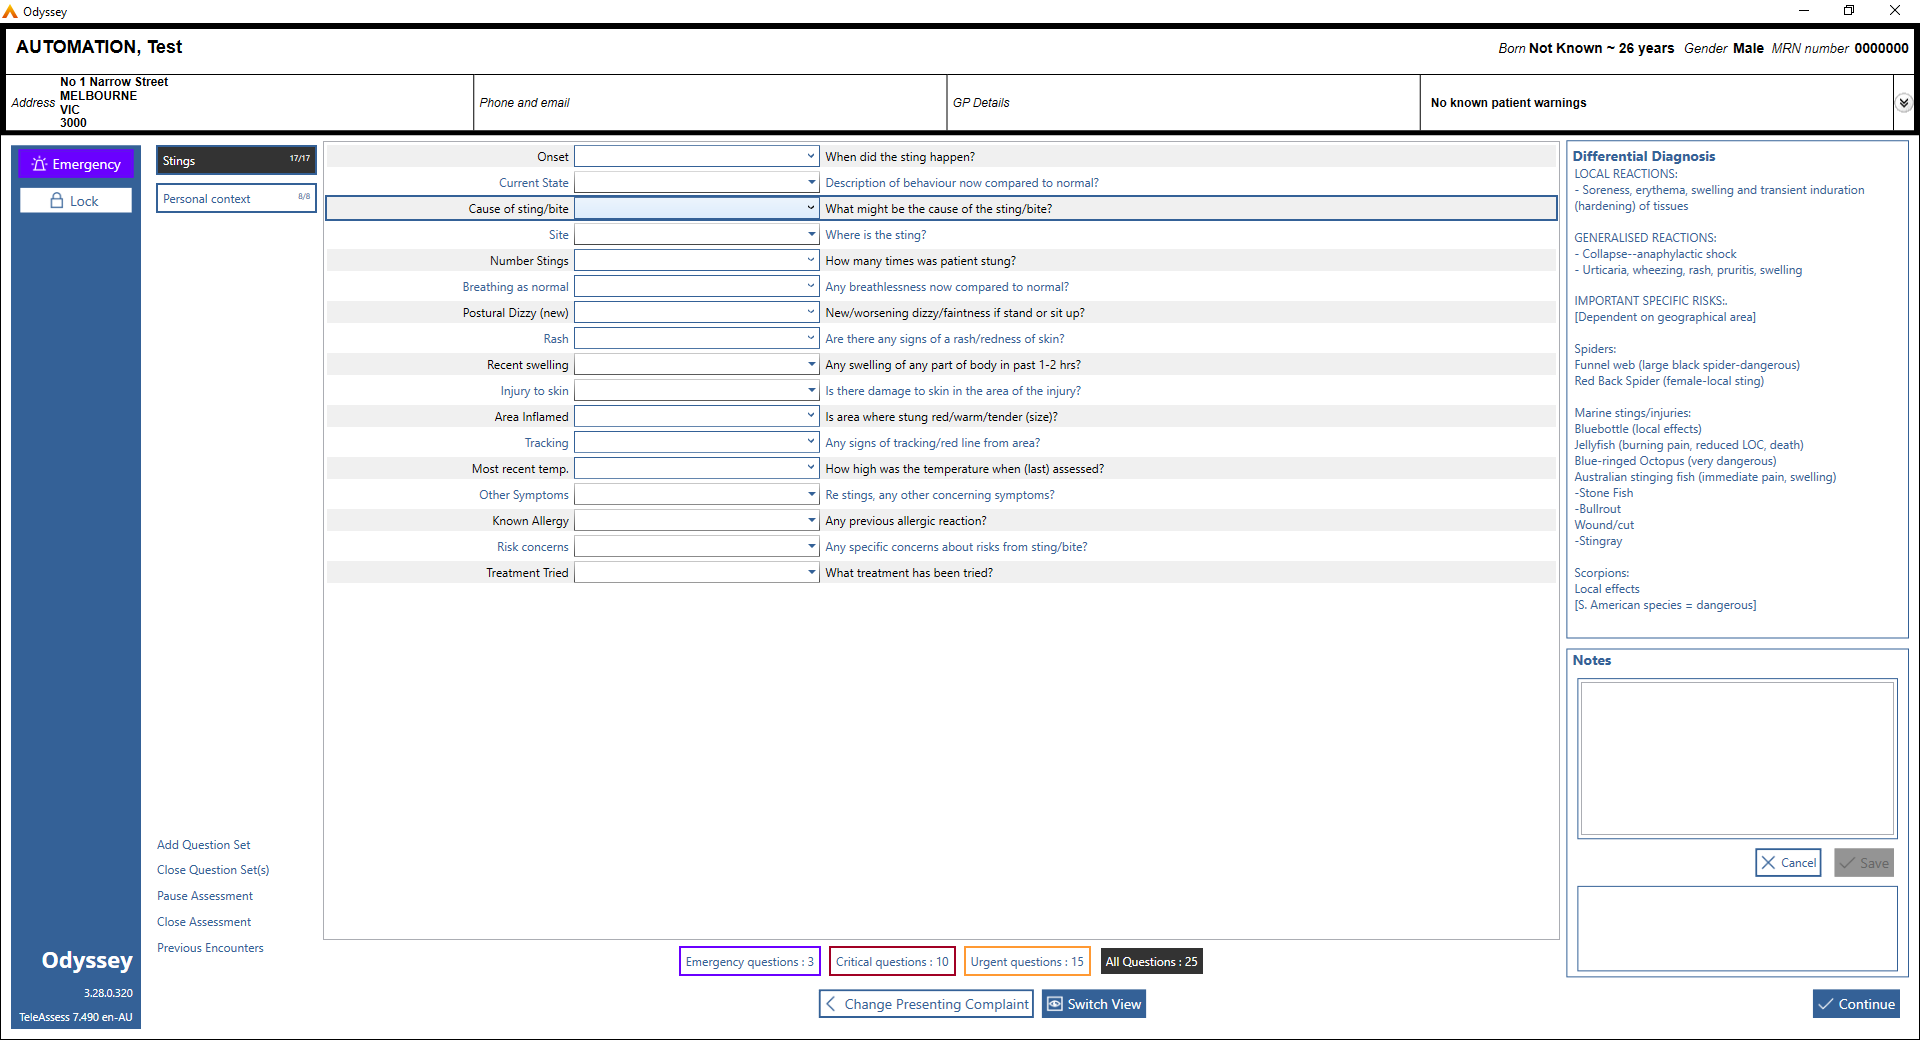 Odyssey
AUTOMATION, Test
Born Not Known ~ 26 years Gender Male MRN number 0000000
Address
No 1 Narrow Street
MELBOURNE
VIC
3000
Phone and email
GP Details
No known patient warnings
Emergency
Lock
Stings 17/17
Personal context 8/8
Onset When did the sting happen?
Current State Description of behaviour now compared to normal?
Cause of sting/bite What might be the cause of the sting/bite?
Site Where is the sting?
Number Stings How many times was patient stung?
Breathing as normal Any breathlessness now compared to normal?
Postural Dizzy (new) New/worsening dizzy/faintness if stand or sit up?
Rash Are there any signs of a rash/redness of skin?
Recent swelling Any swelling of any part of body in past 1-2 hrs?
Injury to skin Is there damage to skin in the area of the injury?
Area Inflamed Is area where stung red/warm/tender (size)?
Tracking Any signs of tracking/red line from area?
Most recent temp. How high was the temperature when (last) assessed?
Other Symptoms Re stings, any other concerning symptoms?
Known Allergy Any previous allergic reaction?
Risk concerns Any specific concerns about risks from sting/bite?
Treatment Tried What treatment has been tried?
Differential Diagnosis
LOCAL REACTIONS:
- Soreness, erythema, swelling and transient induration
(hardening) of tissues
GENERALISED REACTIONS:
- Collapse--anaphylactic shock
- Urticaria, wheezing, rash, pruritis, swelling
IMPORTANT SPECIFIC RISKS:.
[Dependent on geographical area]
Spiders:
Funnel web (large black spider-dangerous)
Red Back Spider (female-local sting)
Marine stings/injuries:
Bluebottle (local effects)
Jellyfish (burning pain, reduced LOC, death)
Blue-ringed Octopus (very dangerous)
Australian stinging fish (immediate pain, swelling)
-Stone Fish
-Bullrout
Wound/cut
-Stingray
Scorpions:
Local effects
[S. American species = dangerous]
Notes
Cancel
Save
Add Question Set
Close Question Set(s)
Pause Assessment
Close Assessment
Previous Encounters
Odyssey
3.28.0.320
TeleAssess 7.490 en-AU
Emergency questions : 3
Critical questions : 10
Urgent questions : 15
All Questions : 25
Change Presenting Complaint
Switch View
Continue